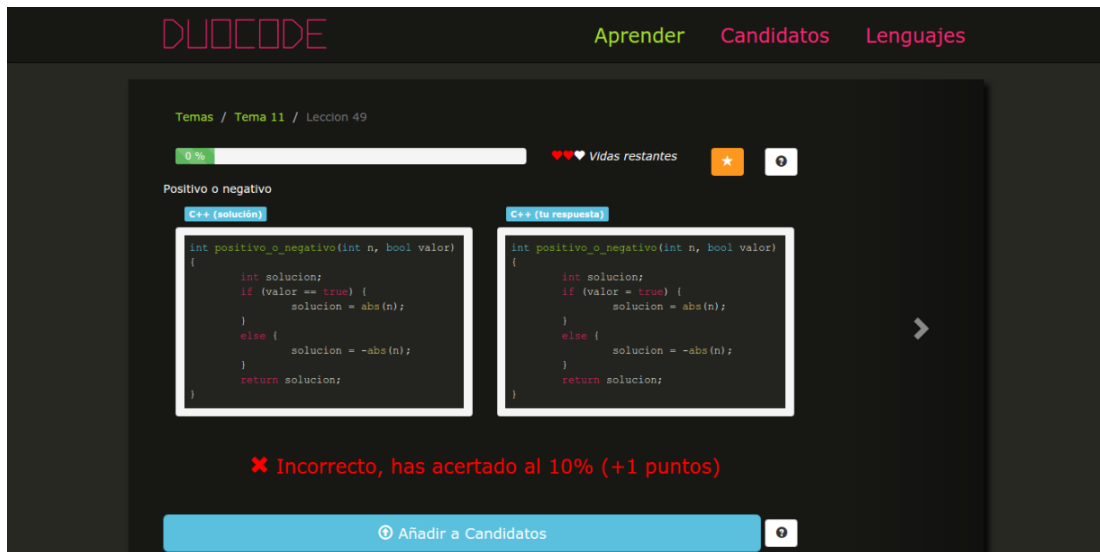 DUOCODE
Aprender Candidatos Lenguajes
Temas / Tema 11 / Leccion 49
0 % Vidas restantes
Positivo o negativo
C++ (solución)
int positivo_o_negativo(int n, bool valor)
{
int solucion;
if (valor == true) {
solucion = abs(n);
}
else {
solucion = -abs(n);
}
return solucion;
}
C++ (tu respuesta)
int positivo_o_negativo(int n, bool valor)
{
int solucion;
if (valor = true) {
solucion = abs(n);
}
else {
solucion = -abs(n);
}
return solucion;
}
Incorrecto, has acertado al 10% (+1 puntos)
Añadir a Candidatos